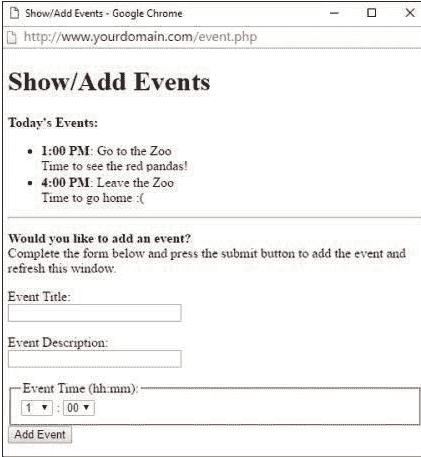 Show/Add Events - Google Chrome
http://www.yourdomain.com/event.php
Show/Add Events
Today's Events:
• 1:00 PM: Go to the Zoo
Time to see the red pandas!
• 4:00 PM: Leave the Zoo
Time to go home :(
Would you like to add an event?
Complete the form below and press the submit button to add the event and
refresh this window.
Event Title:
Event Description:
Event Time (hh:mm):
1 : 00
Add Event